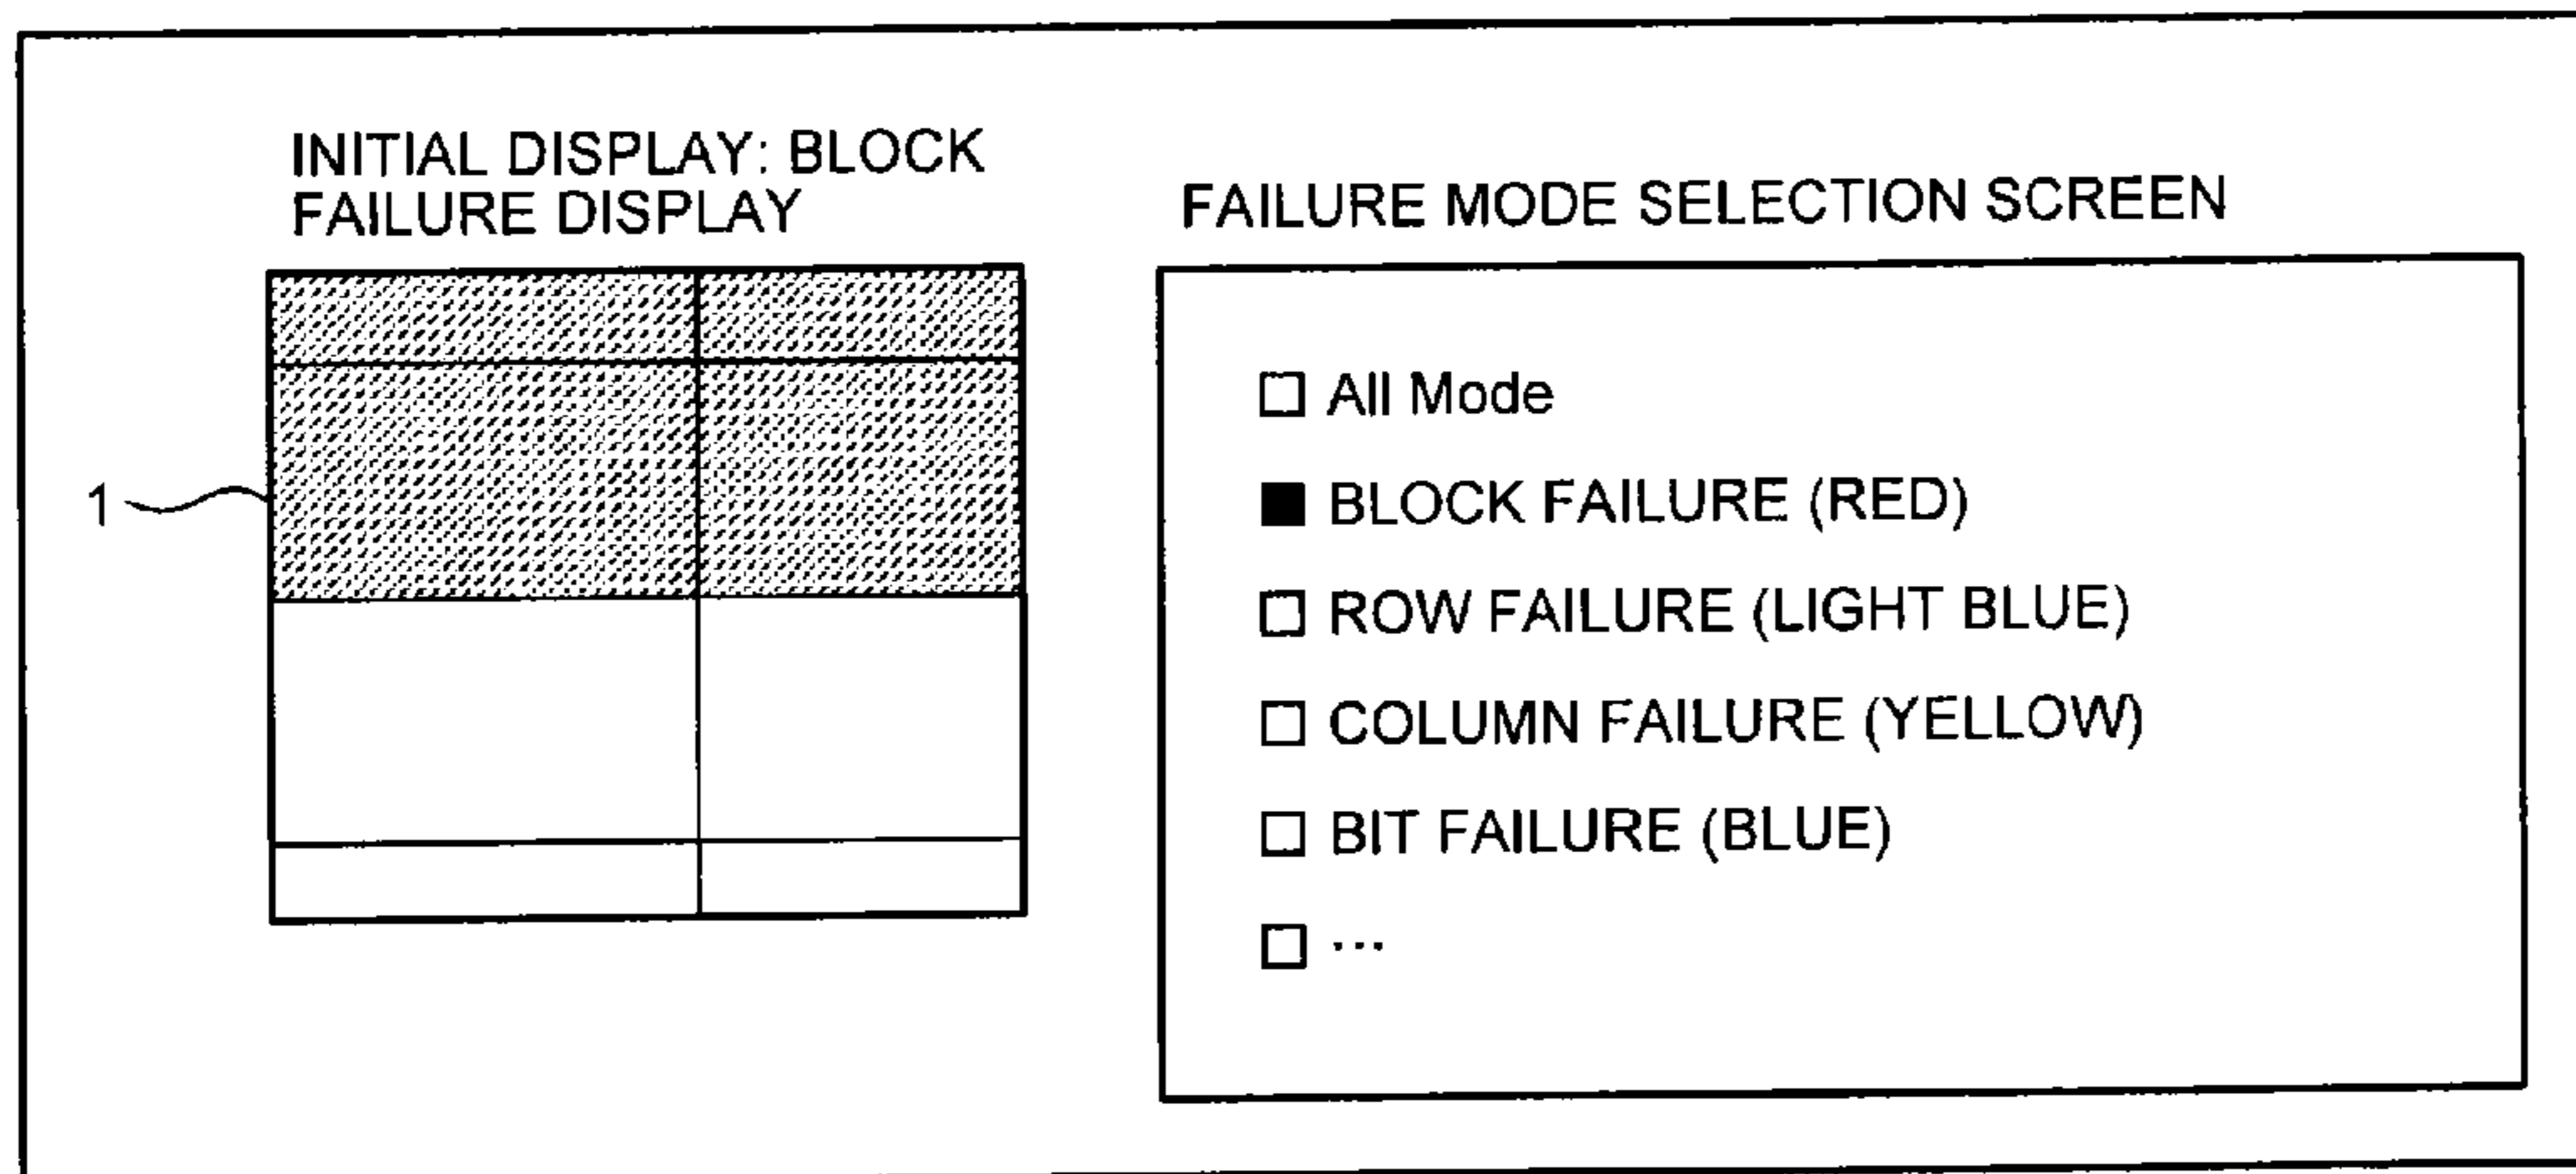 INITIAL DISPLAY: BLOCK
FAILURE DISPLAY
1
FAILURE MODE SELECTION SCREEN
All Mode
BLOCK FAILURE (RED)
ROW FAILURE (LIGHT BLUE)
COLUMN FAILURE (YELLOW)
BIT FAILURE (BLUE)
...